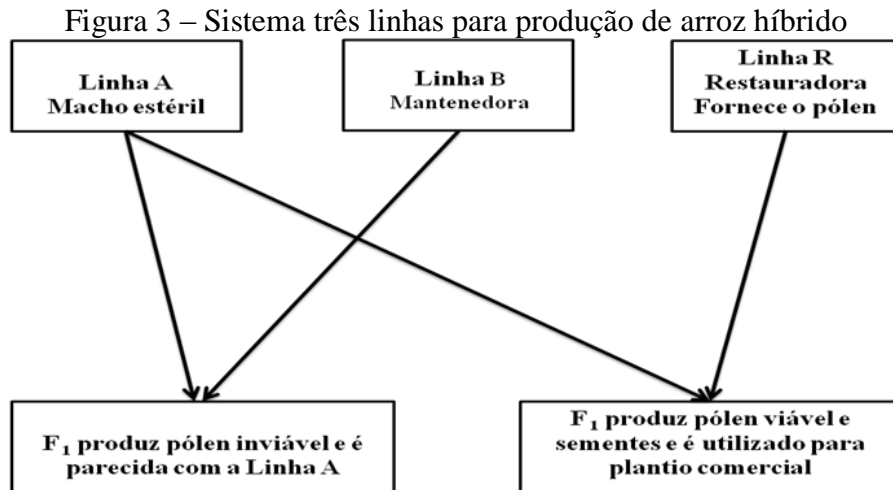 Figura 3 – Sistema três linhas para produção de arroz híbrido
Linha A
Macho estéril
Linha B
Mantenedora
Linha R
Restauradora
Fornece o pólen
F₁ produz pólen inviável e é
parecida com a Linha A
F₁ produz pólen viável e
sementes e é utilizado para
plantio comercial